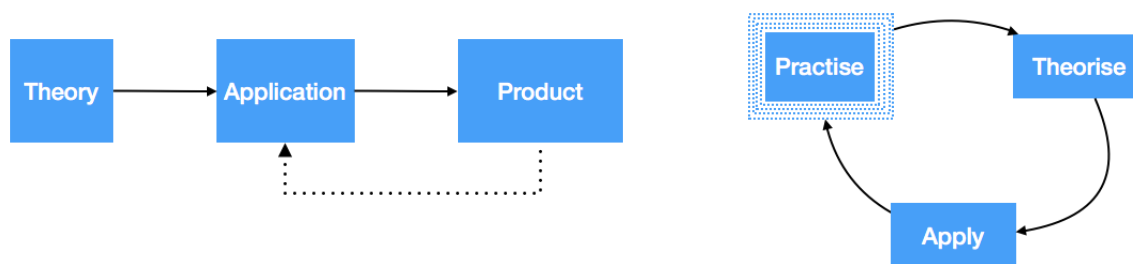 Theory
Application
Product
Practise
Theorise
Apply